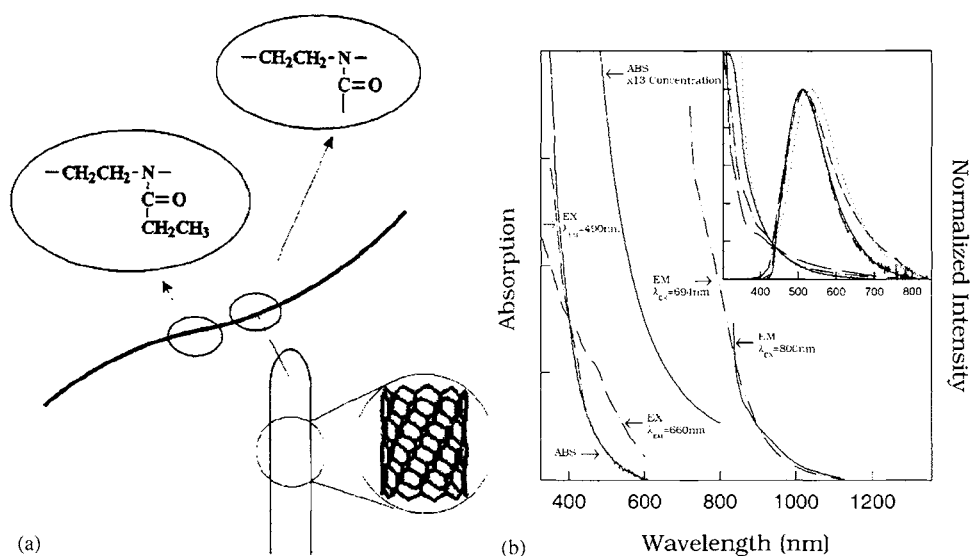 —CH₂CH₂-N—
C=O
—CH₂CH₂-N—
C=O
CH₂CH₃
(a)
ABS
x13 Concentration
EX
λEM=490nm
EM
λEX=694nm
EM
λEX=800nm
EX
λEM=660nm
ABS
400 500 600 700 800
400 600 800 1000 1200
Absorption
Normalized Intensity
Wavelength (nm)
(b)